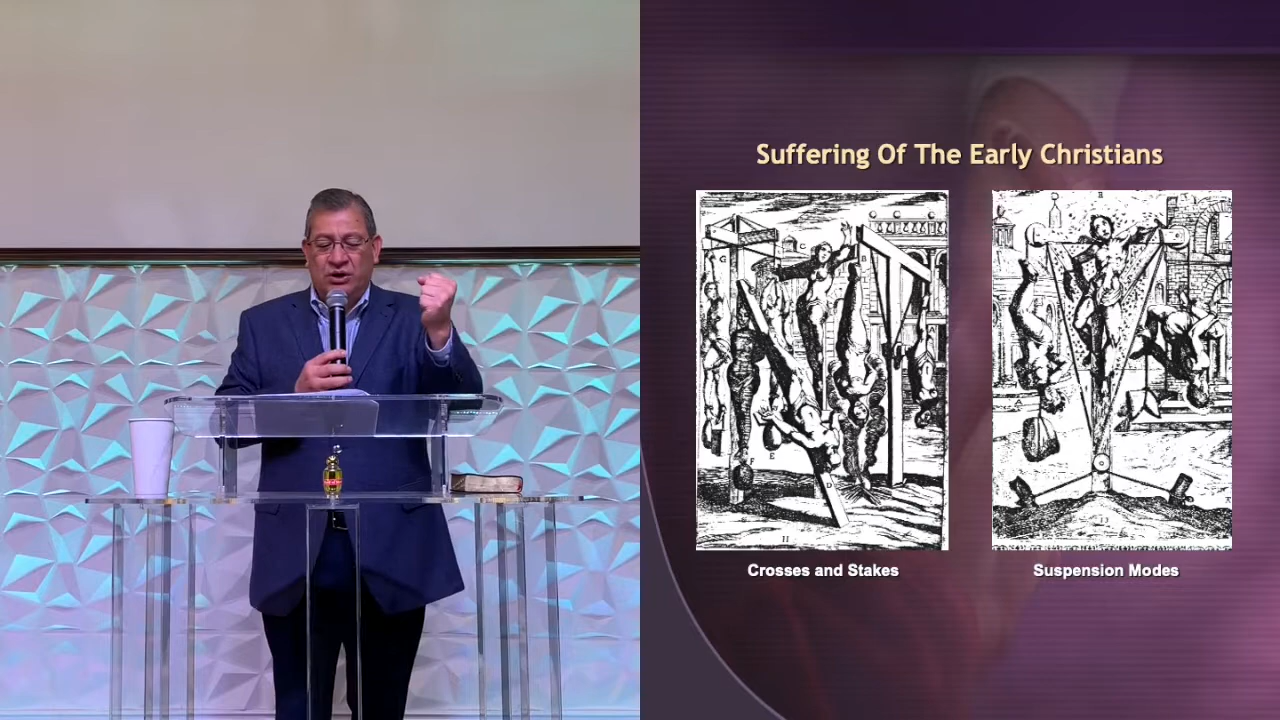 Suffering Of The Early Christians
Crosses and Stakes
Suspension Modes